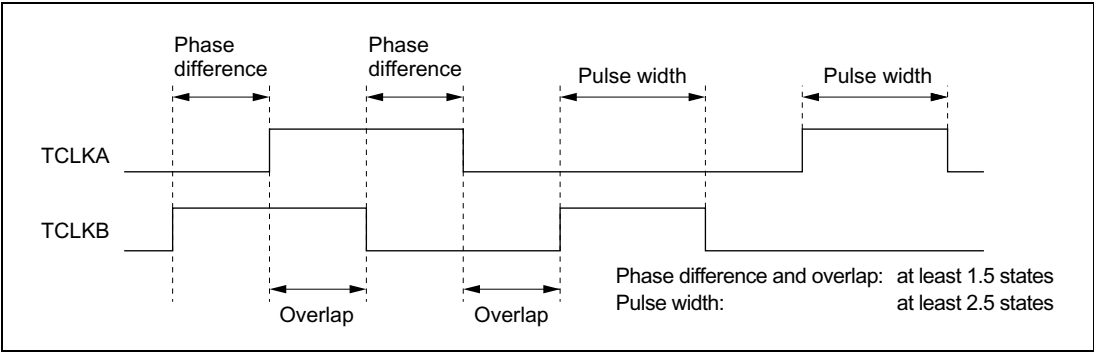 Phase
difference
Phase
difference
Pulse width
Pulse width
TCLKA
TCLKB
Overlap
Overlap
Phase difference and overlap: at least 1.5 states
Pulse width: at least 2.5 states